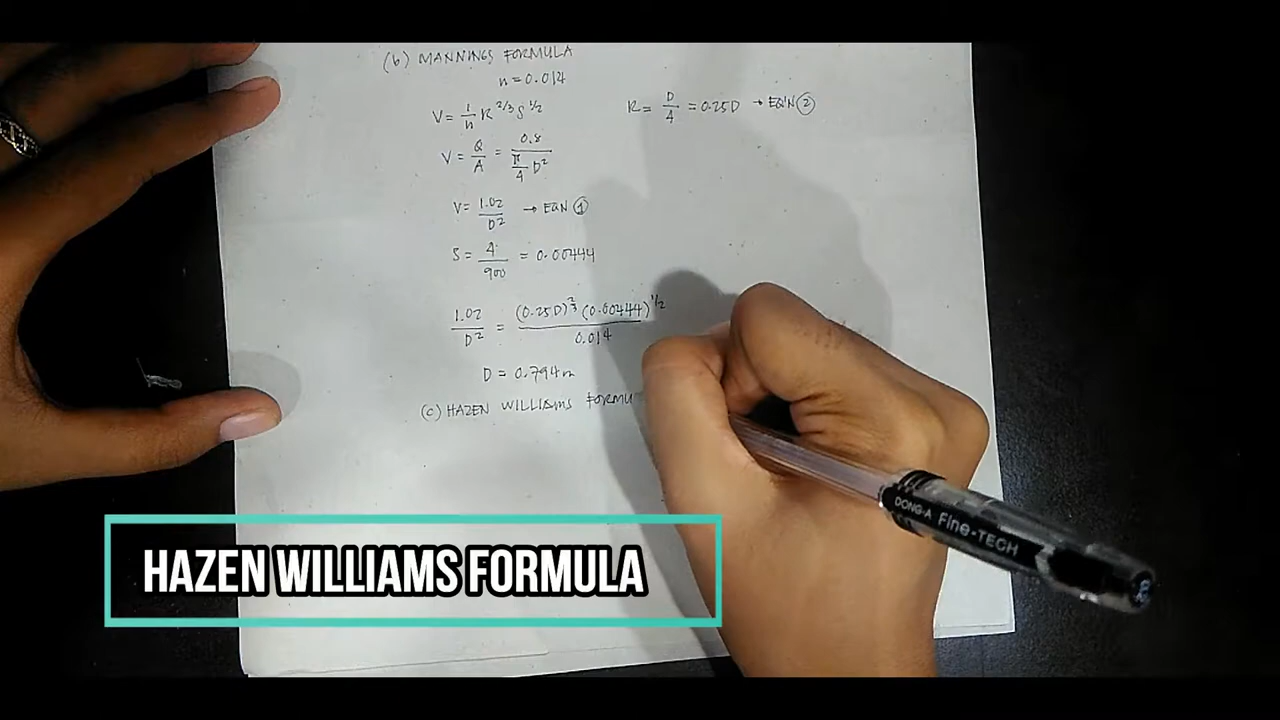 (b) MANNINGS FORMULA
n = 0.014
V = 1/n R^2/3 S^1/2
R = D/4 = 0.25D → EQ'N ②
V = Q/A = 0.8 / (π/4 D²)
V = 1.02/D² → EQN ①
S = 4/900 = 0.00444
1.02/D² = (0.25D)^2/3 (0.00444)^1/2 / 0.014
D = 0.794m
(c) HAZEN WILLIAMS FORMU
DONG-A Fine-TECH
HAZEN WILLIAMS FORMULA